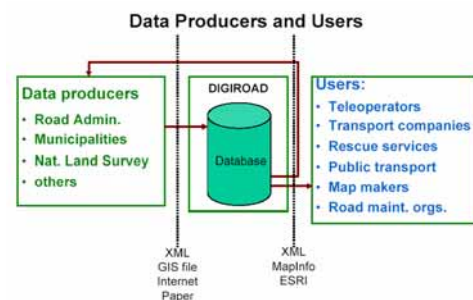 Data Producers and Users
Data producers
• Road Admin.
• Municipalities
• Nat. Land Survey
• others
DIGIROAD
Database
Users:
• Teleoperators
• Transport companies
• Rescue services
• Public transport
• Map makers
• Road maint. orgs.
XML
GIS file
Internet
Paper
XML
MapInfo
ESRI